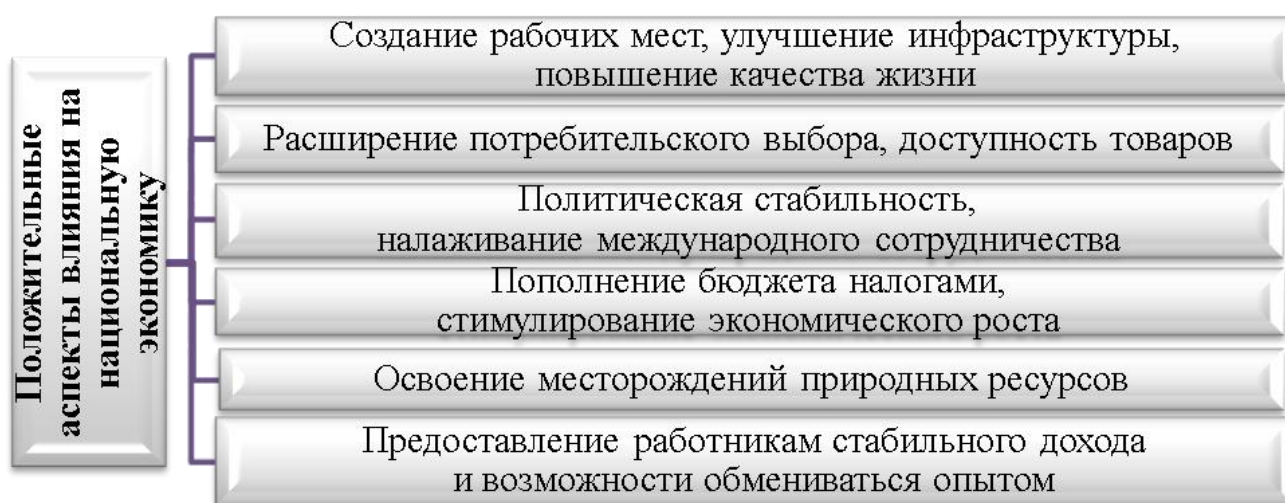 Положительные
аспекты влияния на
национальную
экономику
Создание рабочих мест, улучшение инфраструктуры,
повышение качества жизни
Расширение потребительского выбора, доступность товаров
Политическая стабильность,
налаживание международного сотрудничества
Пополнение бюджета налогами,
стимулирование экономического роста
Освоение месторождений природных ресурсов
Предоставление работникам стабильного дохода
и возможности обмениваться опытом